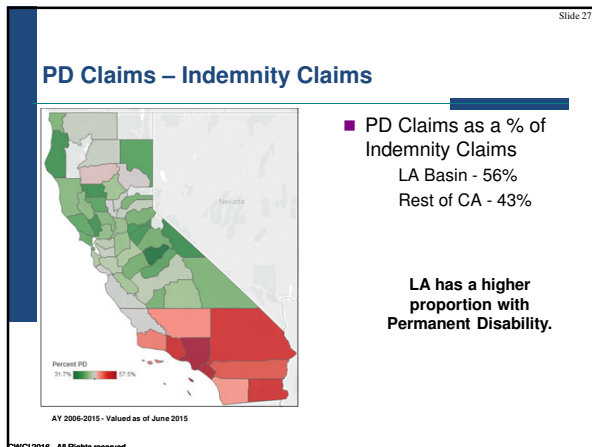 Slide 27
PD Claims – Indemnity Claims
Nevada
Percent PD
31.7% 57.5%
AY 2006-2015 - Valued as of June 2015
■ PD Claims as a % of
Indemnity Claims
LA Basin - 56%
Rest of CA - 43%
LA has a higher
proportion with
Permanent Disability.
CWCI 2016 All Rights reserved